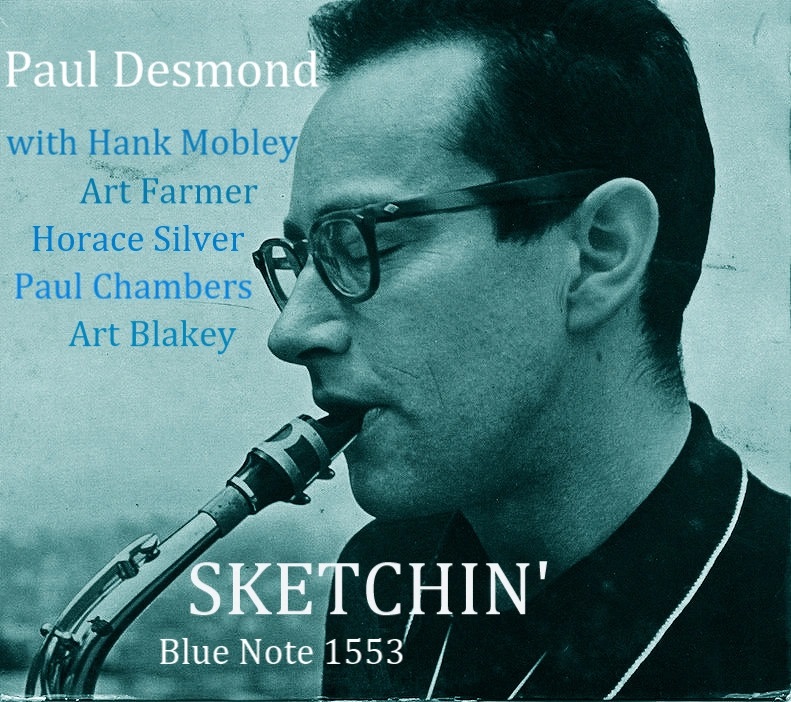 Paul Desmond
with Hank Mobley
Art Farmer
Horace Silver
Paul Chambers
Art Blakey
SKETCHIN'
Blue Note 1553